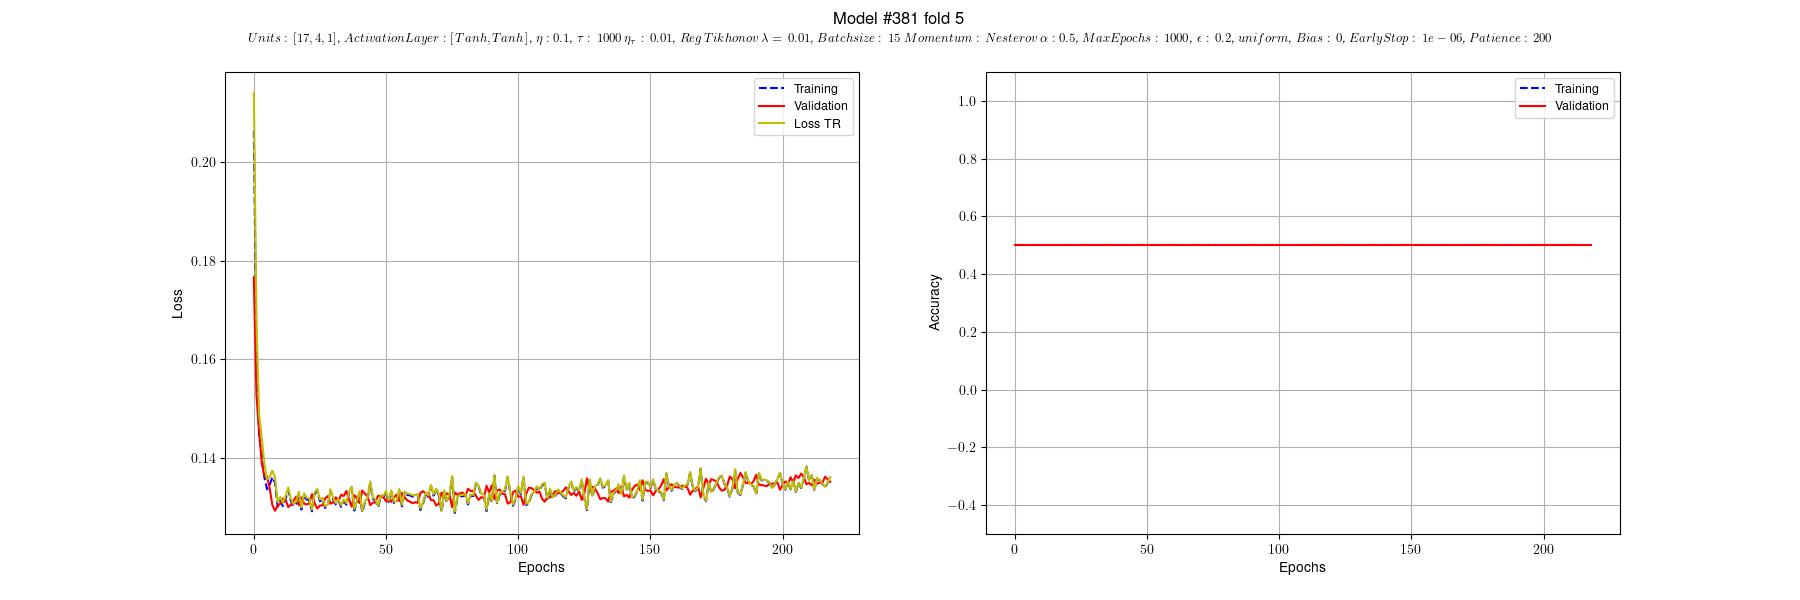 Model #381 fold 5
Units : [17, 4, 1], ActivationLayer : [Tanh, Tanh], η : 0.1, τ : 1000 ητ : 0.01, Reg Tikhonov λ = 0.01, Batchsize : 15 Momentum : Nesterov α : 0.5, MaxEpochs : 1000, ϵ : 0.2, uniform, Bias : 0, EarlyStop : 1e − 06, Patience : 200
Training
Validation
Loss TR
0.20
0.18
0.16
0.14
Loss
0 50 100 150 200
Epochs
Training
Validation
1.0
0.8
0.6
0.4
0.2
0.0
−0.2
−0.4
Accuracy
0 50 100 150 200
Epochs